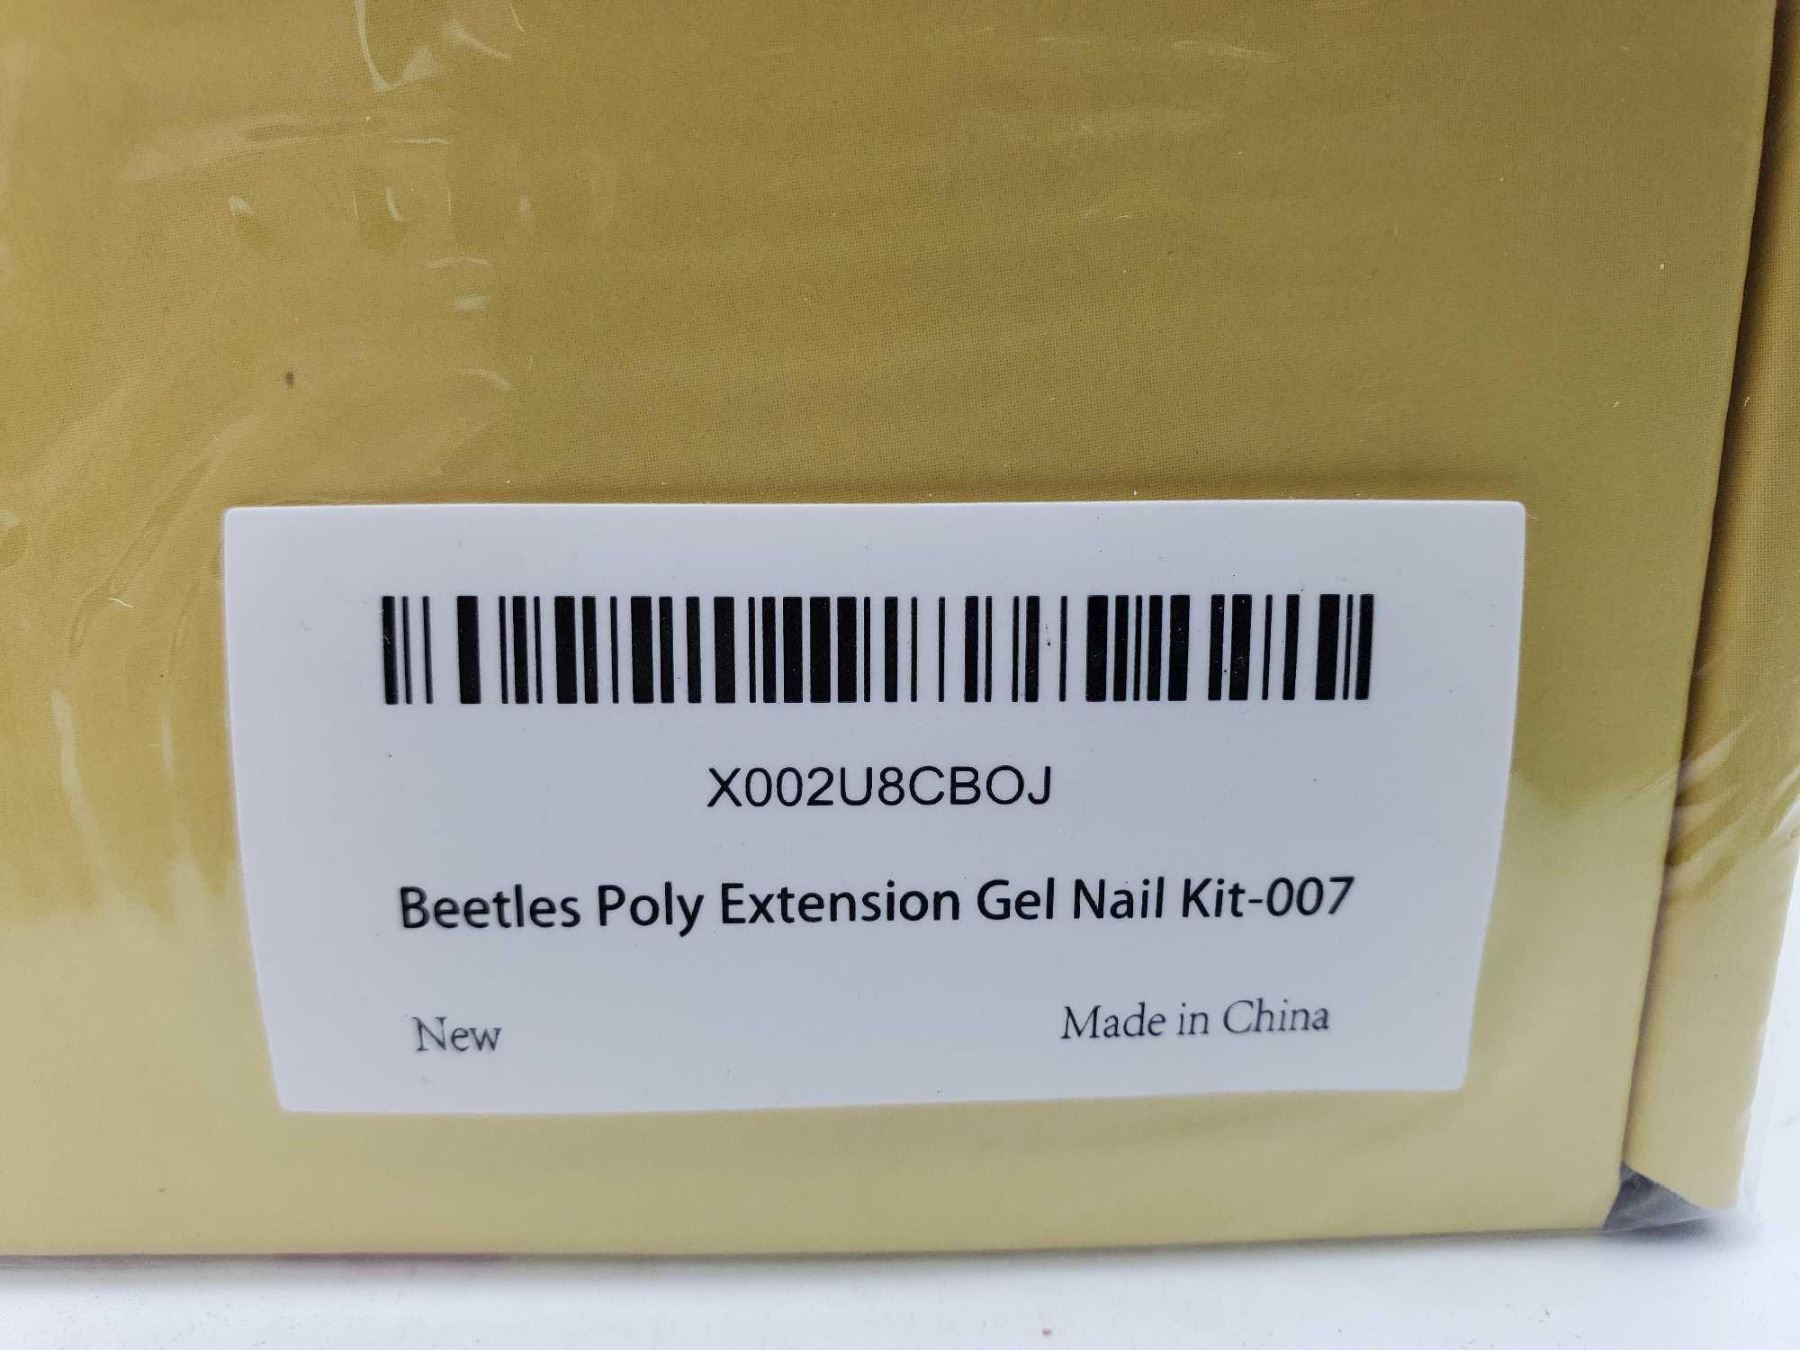 X002U8CBOJ
Beetles Poly Extension Gel Nail Kit-007
New
Made in China